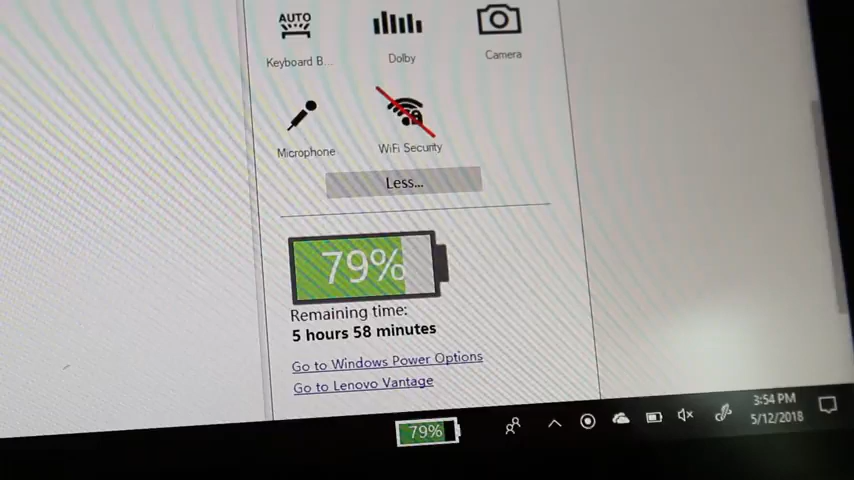 AUTO
Keyboard B...
Dolby
Camera
Microphone
WiFi Security
Less...
79%
Remaining time:
5 hours 58 minutes
Go to Windows Power Options
Go to Lenovo Vantage
79%
3:54 PM
5/12/2018